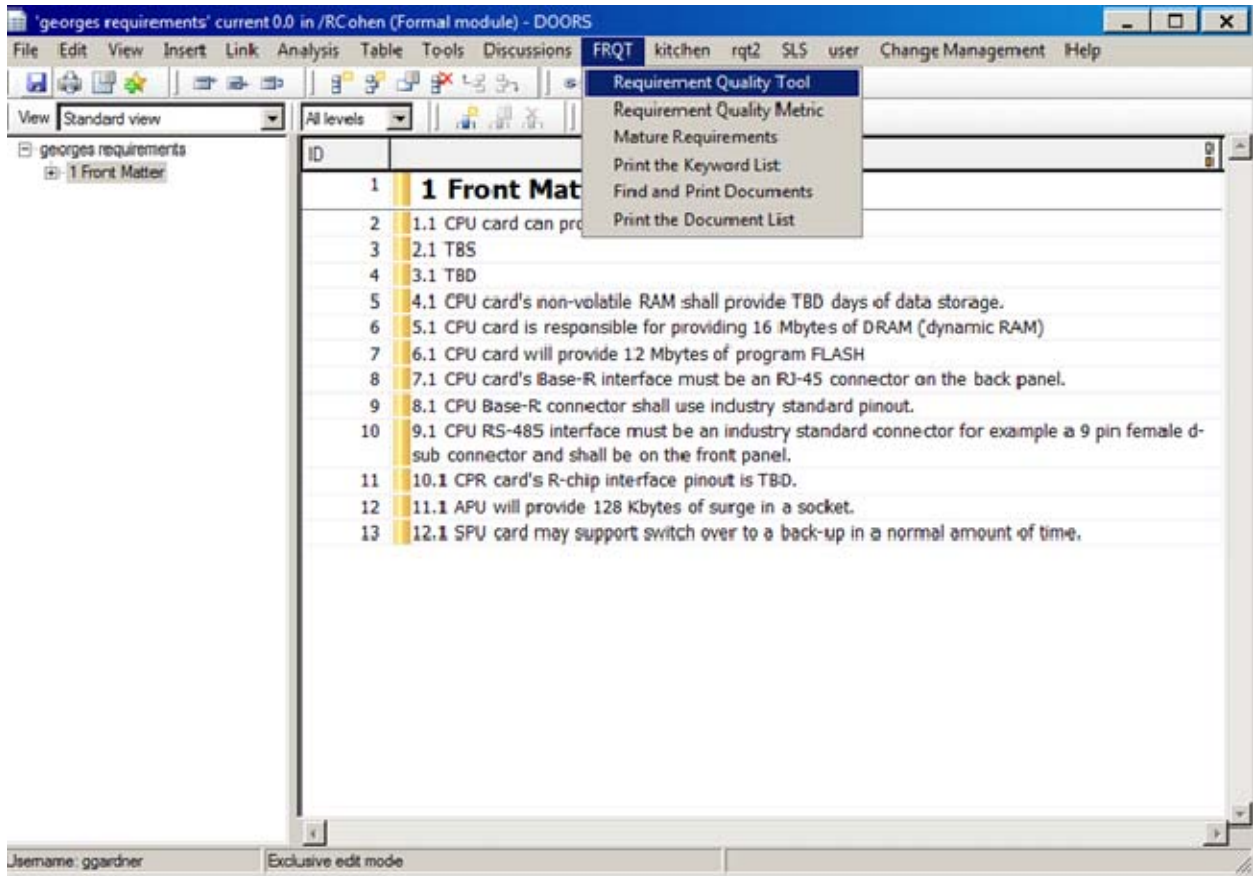 'georges requirements' current 0.0 in /RCohen (Formal module) - DOORS
File Edit View Insert Link Analysis Table Tools Discussions FRQT kitchen rqt2 SLS user Change Management Help
Requirement Quality Tool
Requirement Quality Metric
Mature Requirements
Print the Keyword List
Find and Print Documents
Print the Document List
View Standard view All levels
georges requirements
1 Front Matter
ID
1 1 Front Mat
2 1.1 CPU card can pro
3 2.1 TBS
4 3.1 TBD
5 4.1 CPU card's non-volatile RAM shall provide TBD days of data storage.
6 5.1 CPU card is responsible for providing 16 Mbytes of DRAM (dynamic RAM)
7 6.1 CPU card will provide 12 Mbytes of program FLASH
8 7.1 CPU card's Base-R interface must be an RJ-45 connector on the back panel.
9 8.1 CPU Base-R connector shall use industry standard pinout.
10 9.1 CPU RS-485 interface must be an industry standard connector for example a 9 pin female d-
sub connector and shall be on the front panel.
11 10.1 CPR card's R-chip interface pinout is TBD.
12 11.1 APU will provide 128 Kbytes of surge in a socket.
13 12.1 SPU card may support switch over to a back-up in a normal amount of time.
Username: ggardner Exclusive edit mode